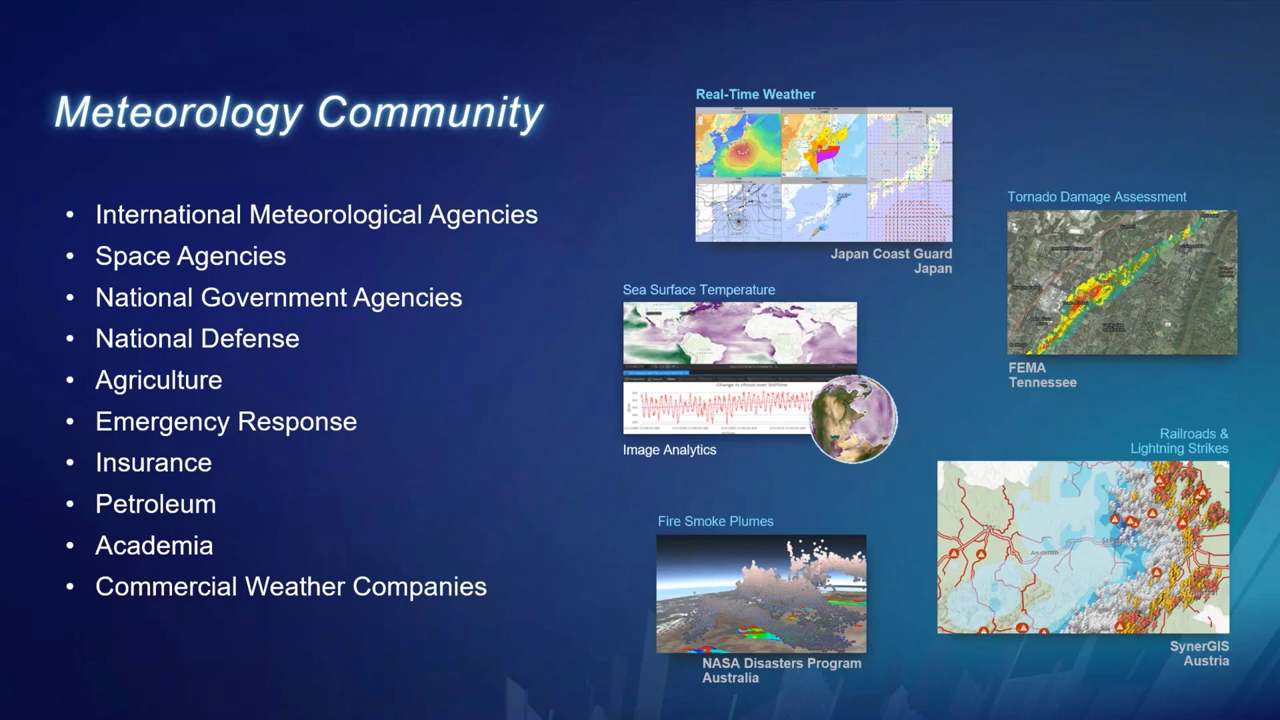 Meteorology Community
• International Meteorological Agencies
• Space Agencies
• National Government Agencies
• National Defense
• Agriculture
• Emergency Response
• Insurance
• Petroleum
• Academia
• Commercial Weather Companies
Real-Time Weather
Japan Coast Guard
Japan
Tornado Damage Assessment
FEMA
Tennessee
Sea Surface Temperature
Image Analytics
Railroads &
Lightning Strikes
SynerGIS
Austria
Fire Smoke Plumes
NASA Disasters Program
Australia